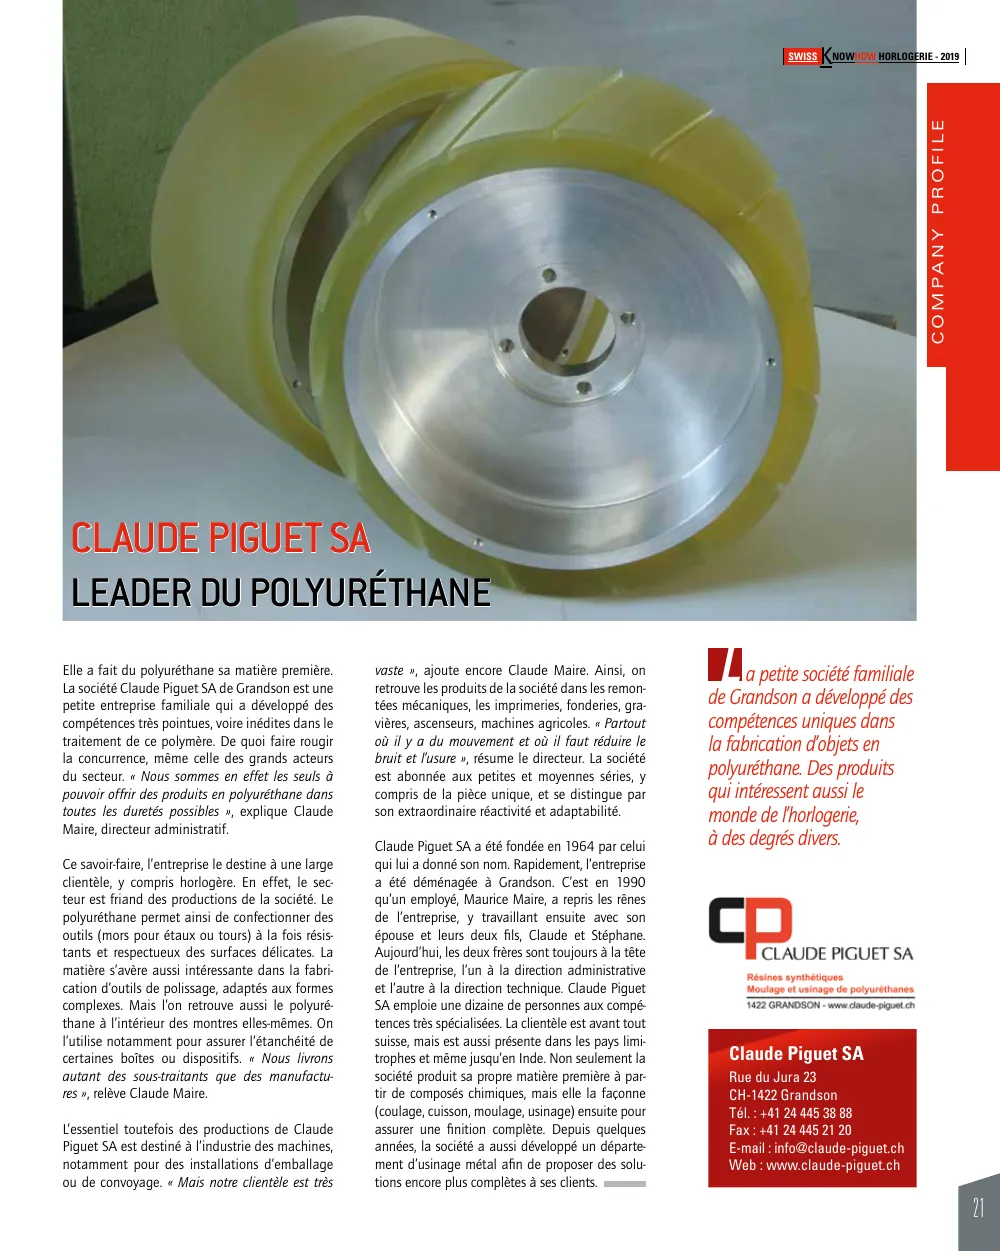 SWISS KNOWHOW HORLOGERIE - 2019
COMPANY PROFILE
CLAUDE PIGUET SA
LEADER DU POLYURÉTHANE
Elle a fait du polyuréthane sa matière première.
La société Claude Piguet SA de Grandson est une
petite entreprise familiale qui a développé des
compétences très pointues, voire inédites dans le
traitement de ce polymère. De quoi faire rougir
la concurrence, même celle des grands acteurs
du secteur. « Nous sommes en effet les seuls à
pouvoir offrir des produits en polyuréthane dans
toutes les duretés possibles », explique Claude
Maire, directeur administratif.
Ce savoir-faire, l'entreprise le destine à une large
clientèle, y compris horlogère. En effet, le sec-
teur est friand des productions de la société. Le
polyuréthane permet ainsi de confectionner des
outils (mors pour étaux ou tours) à la fois résis-
tants et respectueux des surfaces délicates. La
matière s'avère aussi intéressante dans la fabri-
cation d'outils de polissage, adaptés aux formes
complexes. Mais l'on retrouve aussi le polyuré-
thane à l'intérieur des montres elles-mêmes. On
l'utilise notamment pour assurer l'étanchéité de
certaines boîtes ou dispositifs. « Nous livrons
autant des sous-traitants que des manufactu-
res », relève Claude Maire.
L'essentiel toutefois des productions de Claude
Piguet SA est destiné à l'industrie des machines,
notamment pour des installations d'emballage
ou de convoyage. « Mais notre clientèle est très
vaste », ajoute encore Claude Maire. Ainsi, on
retrouve les produits de la société dans les remon-
tées mécaniques, les imprimeries, fonderies, gra-
vières, ascenseurs, machines agricoles. « Partout
où il y a du mouvement et où il faut réduire le
bruit et l'usure », résume le directeur. La société
est abonnée aux petites et moyennes séries, y
compris de la pièce unique, et se distingue par
son extraordinaire réactivité et adaptabilité.
Claude Piguet SA a été fondée en 1964 par celui
qui lui a donné son nom. Rapidement, l'entreprise
a été déménagée à Grandson. C'est en 1990
qu'un employé, Maurice Maire, a repris les rênes
de l'entreprise, y travaillant ensuite avec son
épouse et leurs deux fils, Claude et Stéphane.
Aujourd'hui, les deux frères sont toujours à la tête
de l'entreprise, l'un à la direction administrative
et l'autre à la direction technique. Claude Piguet
SA emploie une dizaine de personnes aux compé-
tences très spécialisées. La clientèle est avant tout
suisse, mais est aussi présente dans les pays limi-
trophes et même jusqu'en Inde. Non seulement la
société produit sa propre matière première à par-
tir de composés chimiques, mais elle la façonne
(coulage, cuisson, moulage, usinage) ensuite pour
assurer une finition complète. Depuis quelques
années, la société a aussi développé un départe-
ment d'usinage métal afin de proposer des solu-
tions encore plus complètes à ses clients.
La petite société familiale
de Grandson a développé des
compétences uniques dans
la fabrication d'objets en
polyuréthane. Des produits
qui intéressent aussi le
monde de l'horlogerie,
à des degrés divers.
CP
CLAUDE PIGUET SA
Résines synthétiques
Moulage et usinage de polyuréthanes
1422 GRANDSON - www.claude-piguet.ch
Claude Piguet SA
Rue du Jura 23
CH-1422 Grandson
Tél. : +41 24 445 38 88
Fax : +41 24 445 21 20
E-mail : info@claude-piguet.ch
Web : www.claude-piguet.ch
21